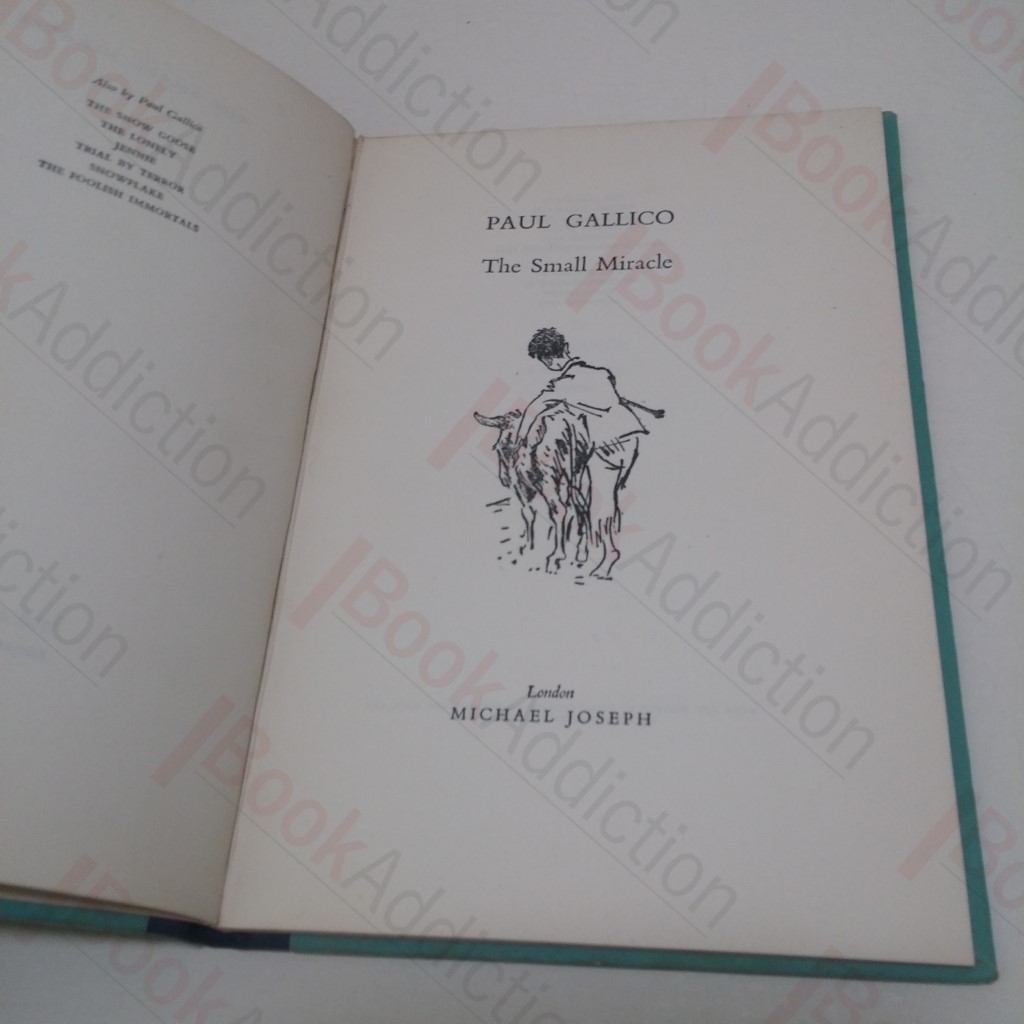 Also by Paul Gallico
THE SNOW GOOSE
THE LONELY
JENNIE
TRIAL BY TERROR
SNOWFLAKE
THE FOOLISH IMMORTALS
PAUL GALLICO
The Small Miracle
London
MICHAEL JOSEPH
BookAddiction